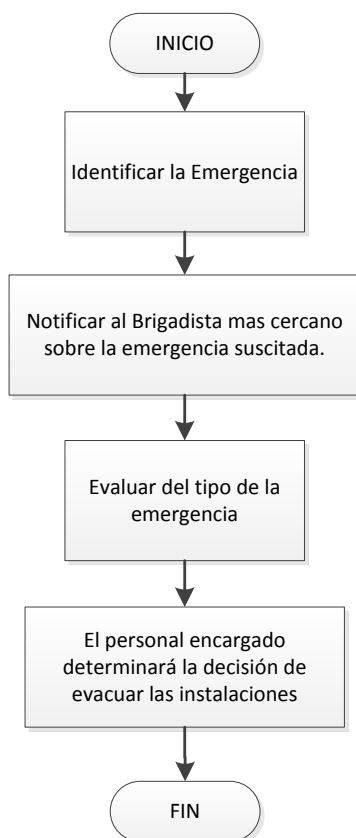 INICIO
Identificar la Emergencia
Notificar al Brigadista mas cercano
sobre la emergencia suscitada.
Evaluar del tipo de la
emergencia
El personal encargado
determinará la decisión de
evacuar las instalaciones
FIN